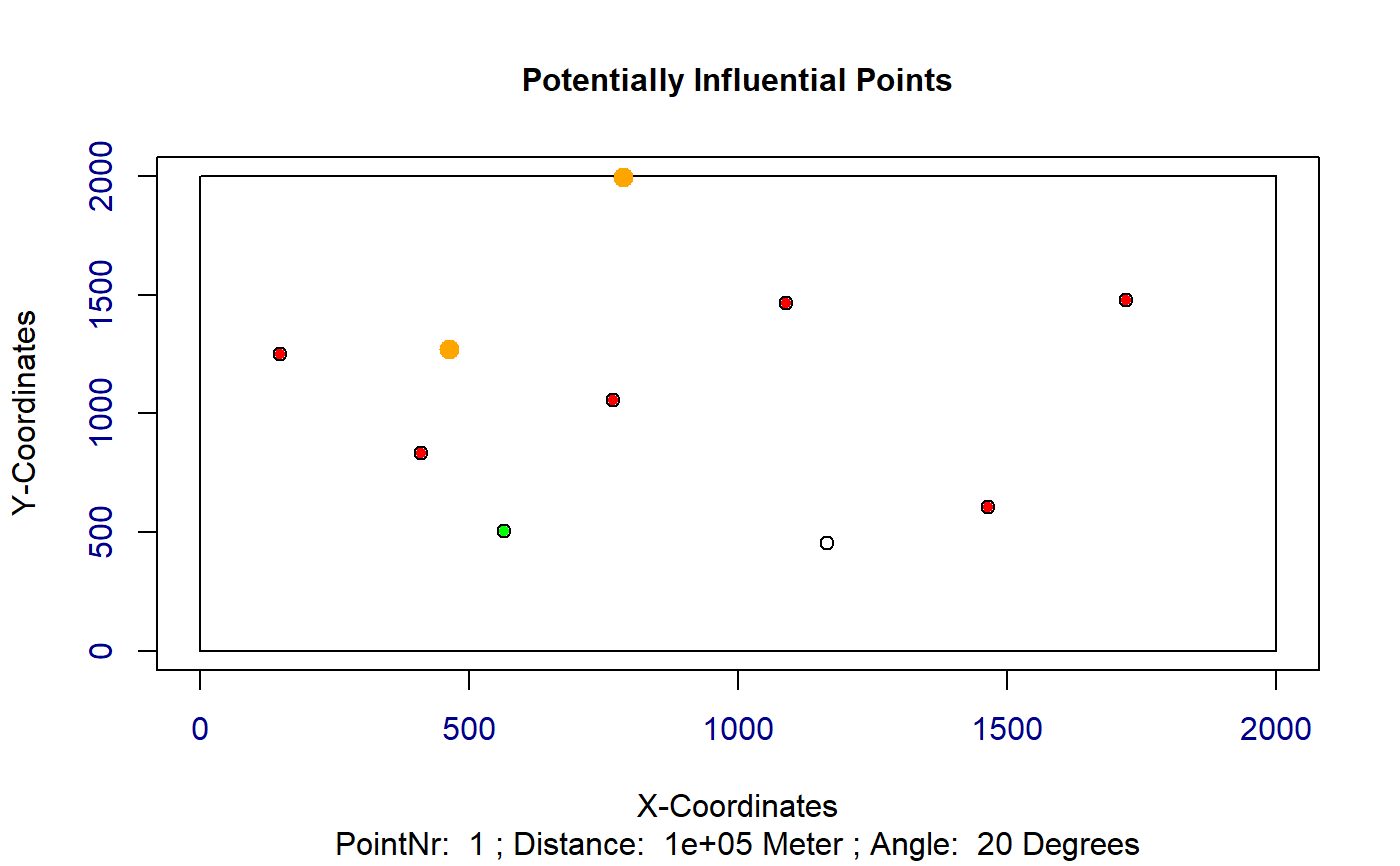 Potentially Influential Points
Y-Coordinates
2000
1500
1000
500
0
0 500 1000 1500 2000
X-Coordinates
PointNr:  1 ; Distance:  1e+05 Meter ; Angle:  20 Degrees